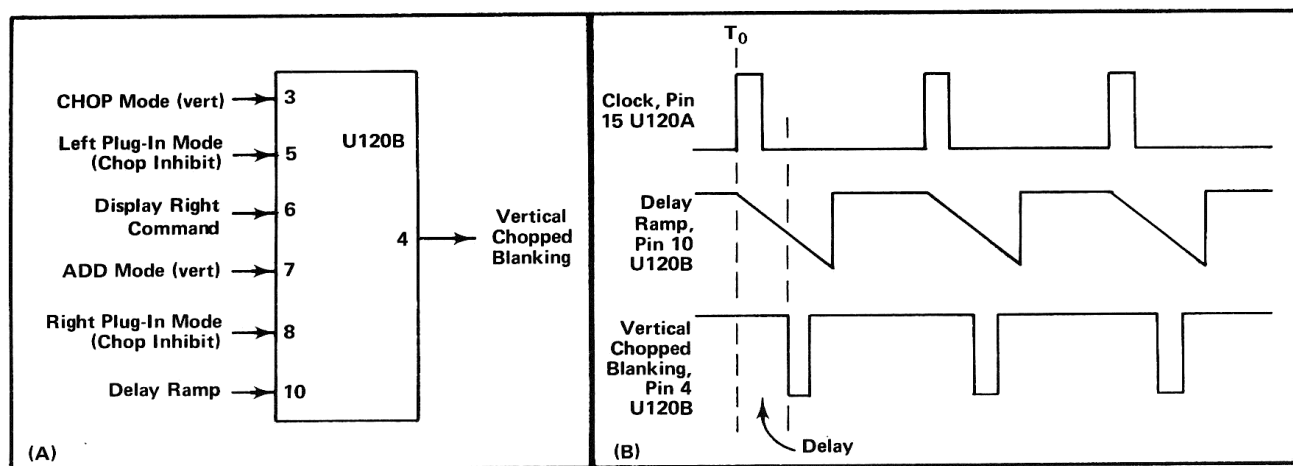 CHOP Mode (vert)
3
Left Plug-In Mode
(Chop Inhibit)
5
U120B
Display Right
Command
6
4
Vertical
Chopped
Blanking
ADD Mode (vert)
7
Right Plug-In Mode
(Chop Inhibit)
8
Delay Ramp
10
(A)
T0
Clock, Pin
15 U120A
Delay
Ramp,
Pin 10
U120B
Vertical
Chopped
Blanking,
Pin 4
U120B
Delay
(B)